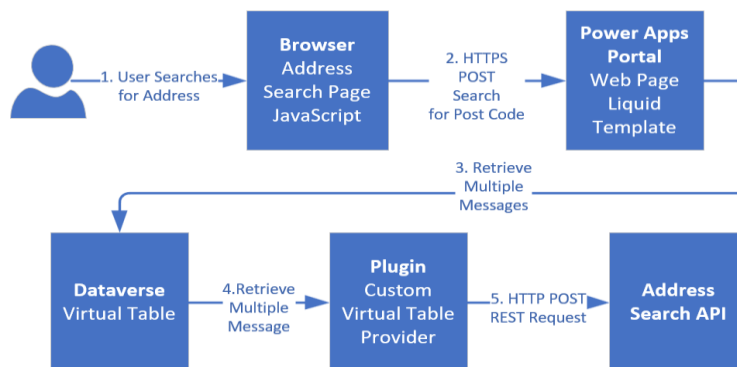 1. User Searches
for Address
Browser
Address
Search Page
JavaScript
2. HTTPS
POST
Search
for Post Code
Power Apps
Portal
Web Page
Liquid
Template
3. Retrieve
Multiple
Messages
Dataverse
Virtual Table
4.Retrieve
Multiple
Message
Plugin
Custom
Virtual Table
Provider
5. HTTP POST
REST Request
Address
Search API